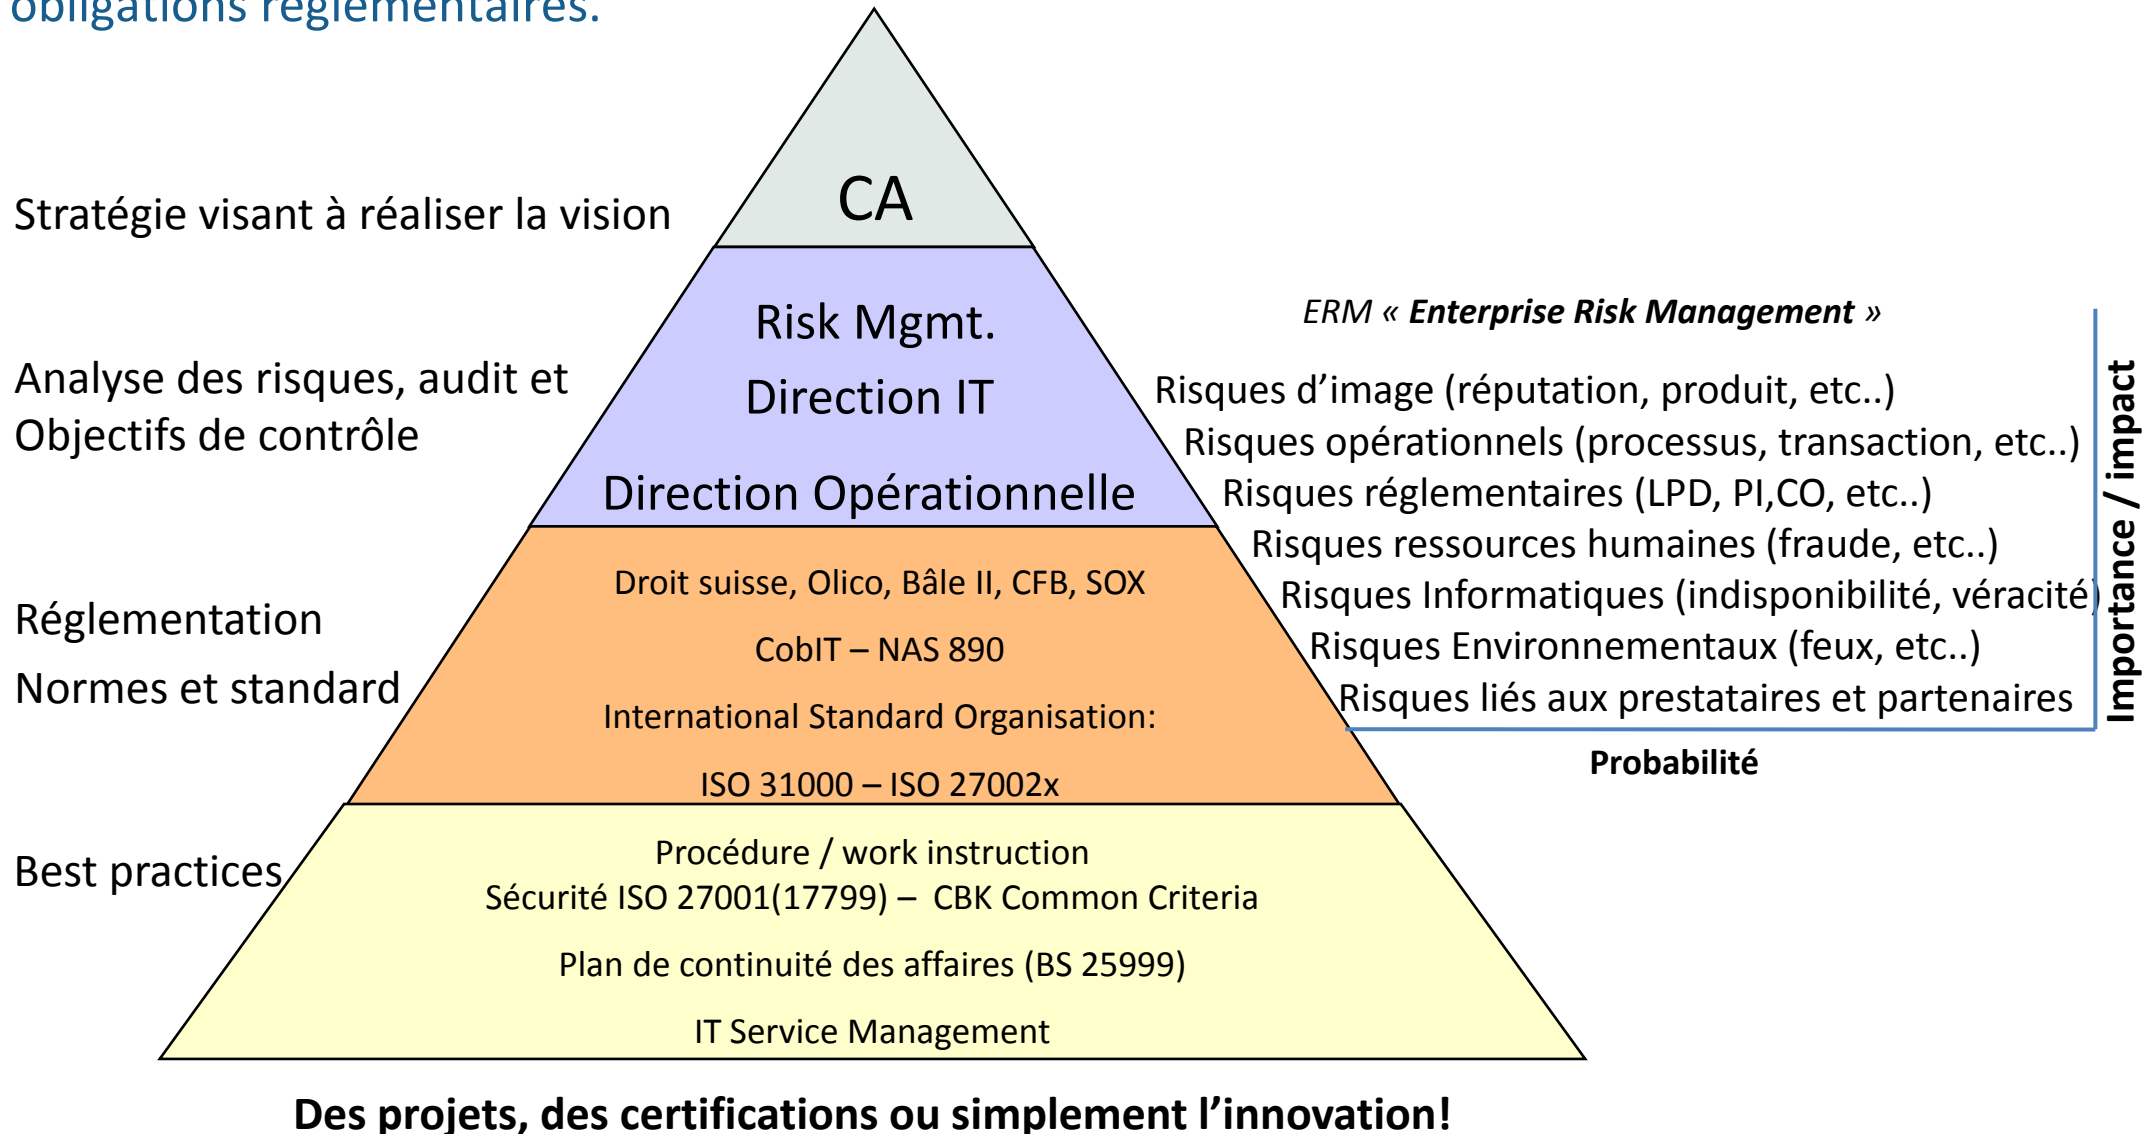 obligations réglementaires.
CA
Stratégie visant à réaliser la vision
Risk Mgmt.
Direction IT
Direction Opérationnelle
Analyse des risques, audit et
Objectifs de contrôle
ERM « Enterprise Risk Management »
Risques d’image (réputation, produit, etc..)
Risques opérationnels (processus, transaction, etc..)
Risques réglementaires (LPD, PI,CO, etc..)
Risques ressources humaines (fraude, etc..)
Risques Informatiques (indisponibilité, véracité)
Risques Environnementaux (feux, etc..)
Risques liés aux prestataires et partenaires
Importance / impact
Probabilité
Réglementation
Normes et standard
Droit suisse, Olico, Bâle II, CFB, SOX
CobIT – NAS 890
International Standard Organisation:
ISO 31000 – ISO 27002x
Best practices
Procédure / work instruction
Sécurité ISO 27001(17799) – CBK Common Criteria
Plan de continuité des affaires (BS 25999)
IT Service Management
Des projets, des certifications ou simplement l’innovation!